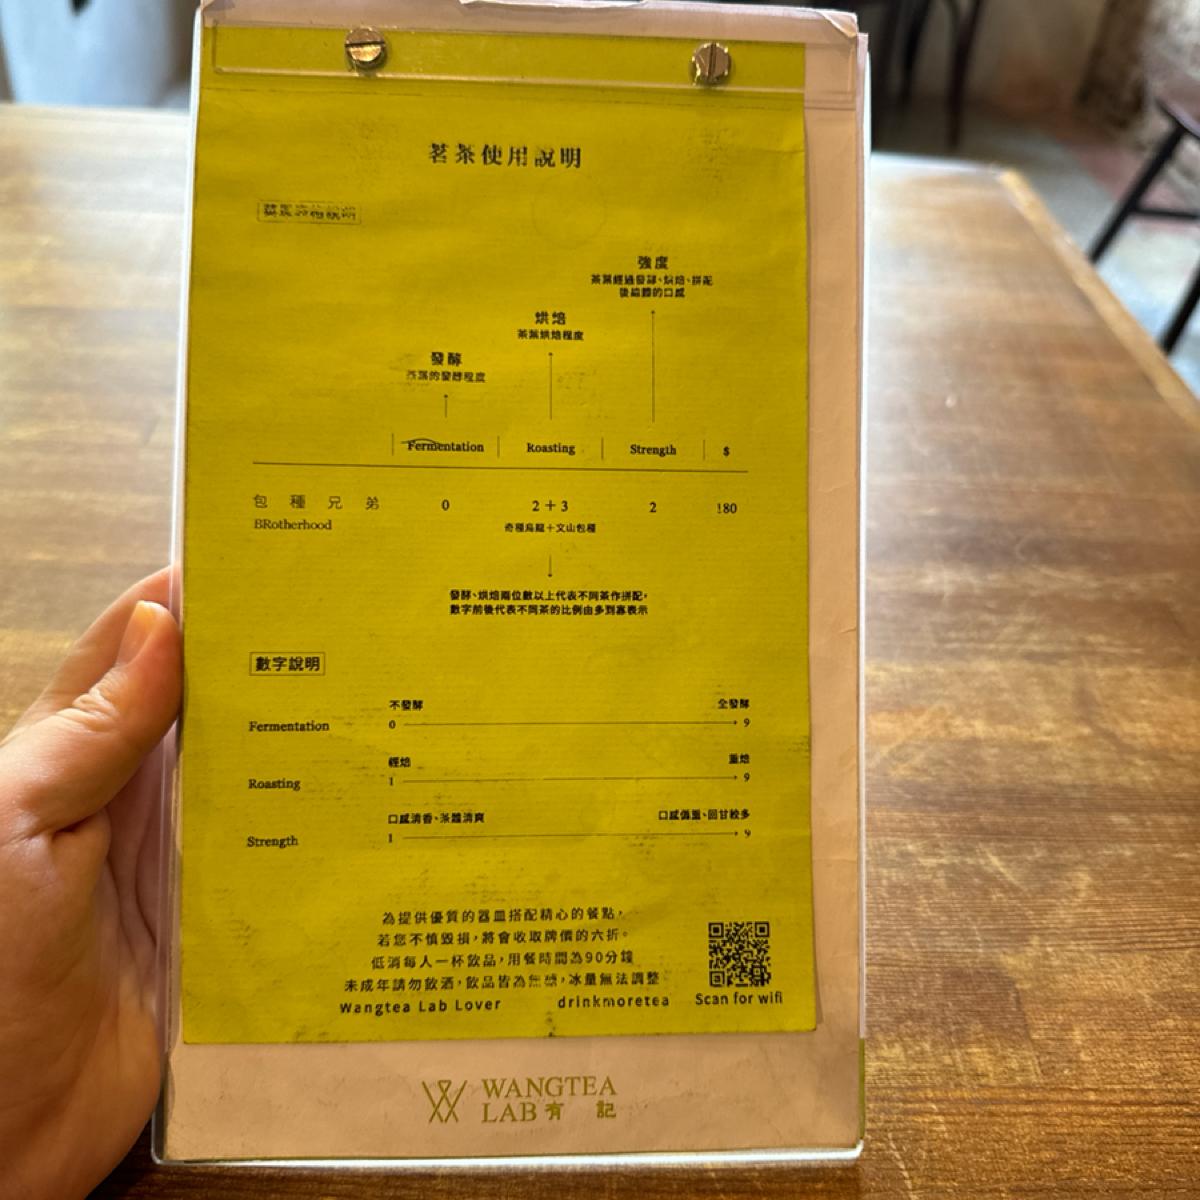 茗茶使用說明
強度
茶葉經過發酵、烘焙、拼配
後綜體的口感
烘焙
茶葉烘焙程度
發酵
茶葉的發酵程度
Fermentation | Roasting | Strength | $
包種兄弟 0 2+3 2 180
BRotherhood 奇種烏龍+文山包種
發酵、烘焙兩位數以上代表不同茶作拼配,
數字前後代表不同茶的比例由多到寡表示
數字說明
不發酵 全發酵
Fermentation 0 9
輕焙 重焙
Roasting 1 9
口感清香、茶體清爽 口感偏重、回甘較多
Strength 1 9
為提供優質的器皿搭配精心的餐點,
若您不慎毀損,將會收取牌價的六折。
低消每人一杯飲品,用餐時間為90分鐘
未成年請勿飲酒,飲品皆為無糖,冰量無法調整
Wangtea Lab Lover drinkmoretea Scan for wifi
WANGTEA
LAB 有記